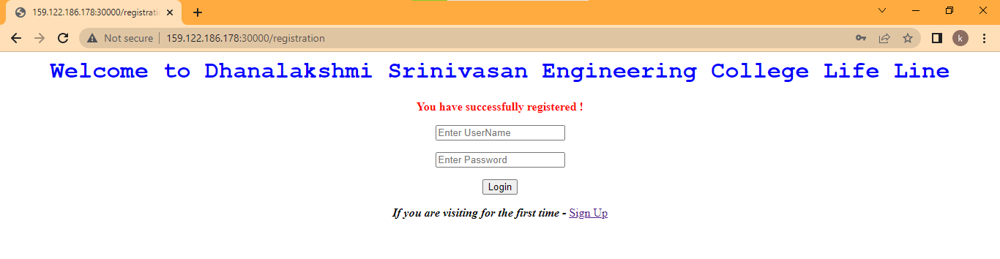 159.122.186.178:30000/registrati
Not secure 159.122.186.178:30000/registration k
Welcome to Dhanalakshmi Srinivasan Engineering College Life Line
You have successfully registered !
Enter UserName
Enter Password
Login
If you are visiting for the first time - Sign Up